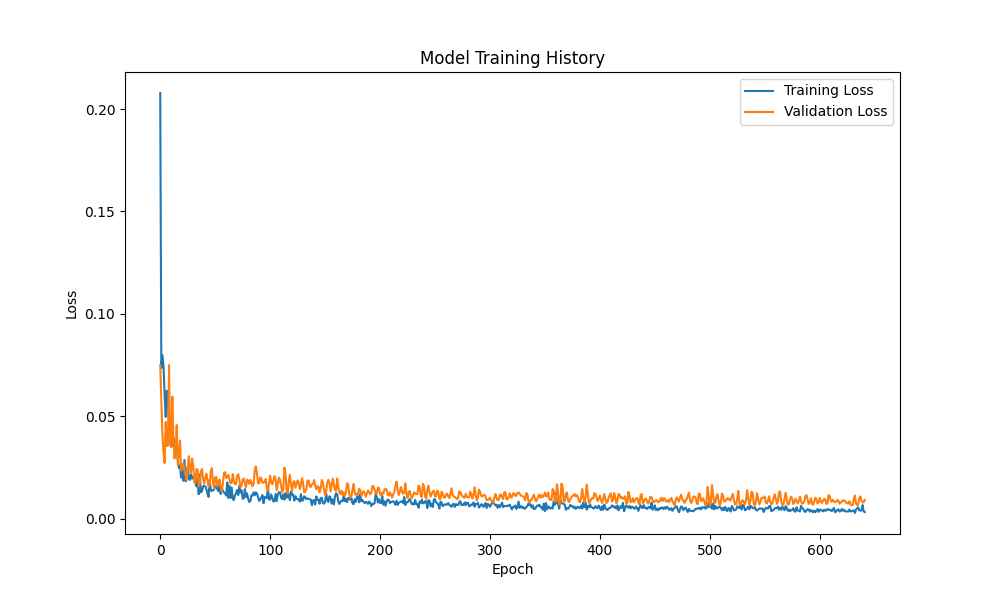 Model Training History
Training Loss
Validation Loss
0.20
0.15
0.10
0.05
0.00
Loss
0 100 200 300 400 500 600
Epoch